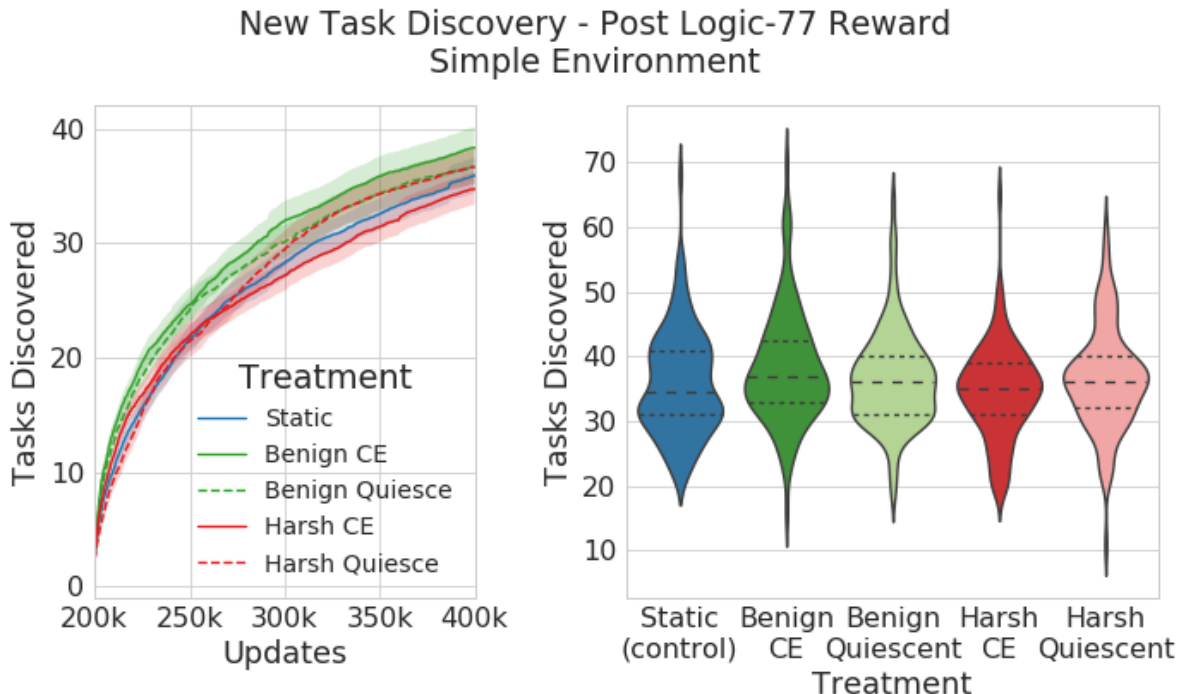 New Task Discovery - Post Logic-77 Reward
Simple Environment
Tasks Discovered
40
30
20
10
0
200k 250k 300k 350k 400k
Updates
Treatment
Static
Benign CE
Benign Quiesce
Harsh CE
Harsh Quiesce
Tasks Discovered
70
60
50
40
30
20
10
Static Benign Benign Harsh Harsh
(control) CE Quiescent CE Quiescent
Treatment